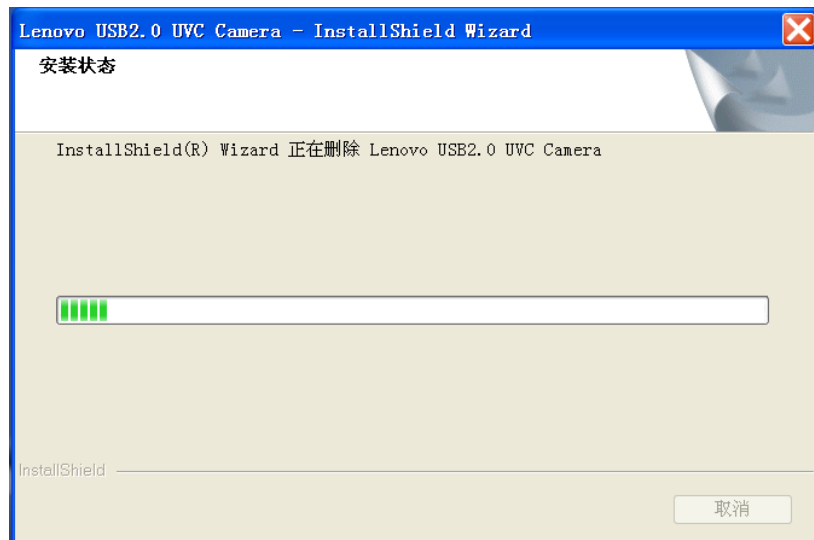 Lenovo USB2.0 UVC Camera - InstallShield Wizard
安装状态
InstallShield(R) Wizard 正在删除 Lenovo USB2.0 UVC Camera
InstallShield
取消